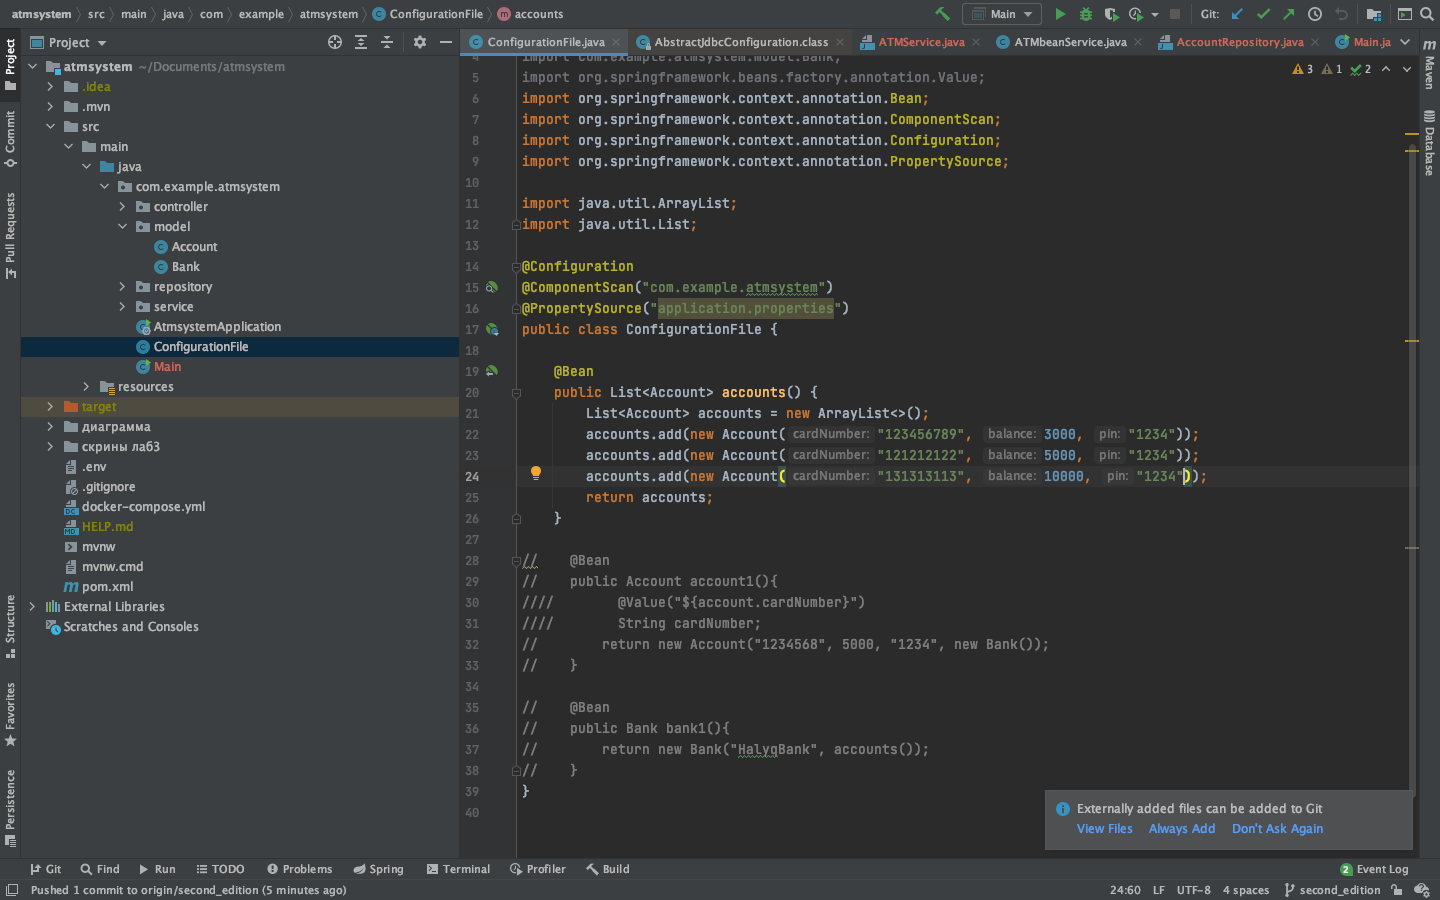 atmsystem › src › main › java › com › example › atmsystem › ConfigurationFile › accounts
Main
Git:
Project
ConfigurationFile.java
AbstractJdbcConfiguration.class
ATMService.java
ATMbeanService.java
AccountRepository.java
Main.ja
3 1 2
Project
Commit
Pull Requests
Structure
Favorites
Persistence
Maven
Database
atmsystem ~/Documents/atmsystem
.idea
.mvn
src
main
java
com.example.atmsystem
controller
model
Account
Bank
repository
service
AtmsystemApplication
ConfigurationFile
Main
resources
target
диаграмма
скрины лаб3
.env
.gitignore
docker-compose.yml
HELP.md
mvnw
mvnw.cmd
pom.xml
External Libraries
Scratches and Consoles
4 import com.example.atmsystem.model.Bank;
5 import org.springframework.beans.factory.annotation.Value;
6 import org.springframework.context.annotation.Bean;
7 import org.springframework.context.annotation.ComponentScan;
8 import org.springframework.context.annotation.Configuration;
9 import org.springframework.context.annotation.PropertySource;
10
11 import java.util.ArrayList;
12 import java.util.List;
13
14 @Configuration
15 @ComponentScan("com.example.atmsystem")
16 @PropertySource("application.properties")
17 public class ConfigurationFile {
18
19 @Bean
20 public List<Account> accounts() {
21 List<Account> accounts = new ArrayList<>();
22 accounts.add(new Account( cardNumber: "123456789", balance: 3000, pin: "1234"));
23 accounts.add(new Account( cardNumber: "121212122", balance: 5000, pin: "1234"));
24 accounts.add(new Account( cardNumber: "131313113", balance: 10000, pin: "1234"));
25 return accounts;
26 }
27
28 // @Bean
29 // public Account account1(){
30 //// @Value("${account.cardNumber}")
31 //// String cardNumber;
32 // return new Account("1234568", 5000, "1234", new Bank());
33 // }
34
35 // @Bean
36 // public Bank bank1(){
37 // return new Bank("HalyqBank", accounts());
38 // }
39 }
40
Externally added files can be added to Git
View Files Always Add Don't Ask Again
Git Find Run TODO Problems Spring Terminal Profiler Build 2 Event Log
Pushed 1 commit to origin/second_edition (5 minutes ago) 24:60 LF UTF-8 4 spaces second_edition